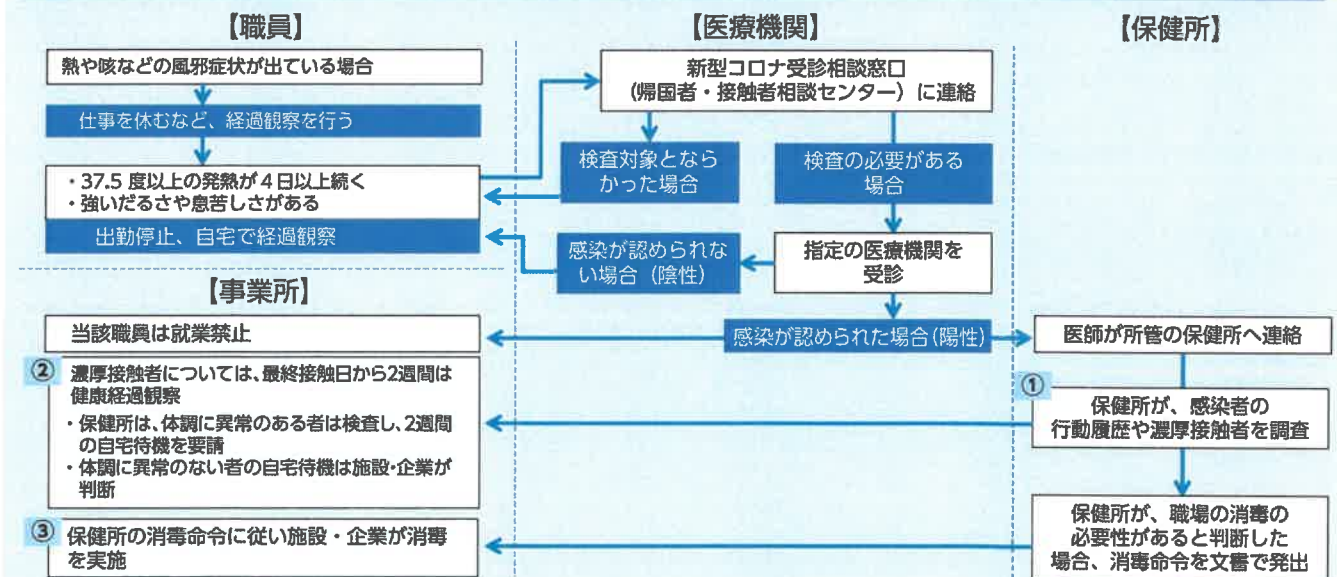 【職員】
熱や咳などの風邪症状が出ている場合
仕事を休むなど、経過観察を行う
・37.5 度以上の発熱が4日以上続く
・強いだるさや息苦しさがある
出勤停止、自宅で経過観察
【医療機関】
新型コロナ受診相談窓口
(帰国者・接触者相談センター) に連絡
検査対象となら
かった場合
検査の必要がある
場合
感染が認められな
い場合 (陰性)
指定の医療機関を
受診
感染が認められた場合(陽性)
【保健所】
医師が所管の保健所へ連絡
①
保健所が、感染者の
行動履歴や濃厚接触者を調査
保健所が、職場の消毒の
必要性があると判断した
場合、消毒命令を文書で発出
【事業所】
当該職員は就業禁止
② 濃厚接触者については、最終接触日から2週間は
健康経過観察
・保健所は、体調に異常のある者は検査し、2週間
の自宅待機を要請
・体調に異常のない者の自宅待機は施設・企業が
判断
③ 保健所の消毒命令に従い施設・企業が消毒
を実施